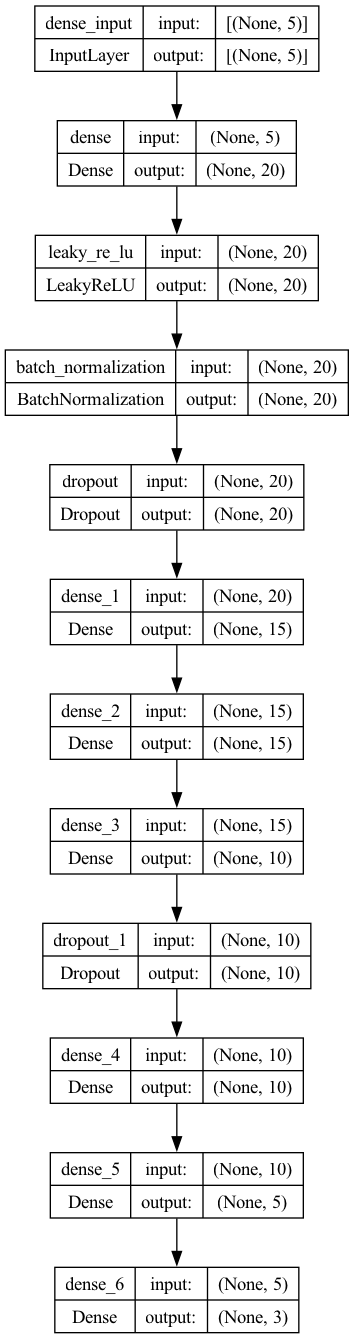 dense_input input: [(None, 5)]
InputLayer output: [(None, 5)]
dense input: (None, 5)
Dense output: (None, 20)
leaky_re_lu input: (None, 20)
LeakyReLU output: (None, 20)
batch_normalization input: (None, 20)
BatchNormalization output: (None, 20)
dropout input: (None, 20)
Dropout output: (None, 20)
dense_1 input: (None, 20)
Dense output: (None, 15)
dense_2 input: (None, 15)
Dense output: (None, 15)
dense_3 input: (None, 15)
Dense output: (None, 10)
dropout_1 input: (None, 10)
Dropout output: (None, 10)
dense_4 input: (None, 10)
Dense output: (None, 10)
dense_5 input: (None, 10)
Dense output: (None, 5)
dense_6 input: (None, 5)
Dense output: (None, 3)